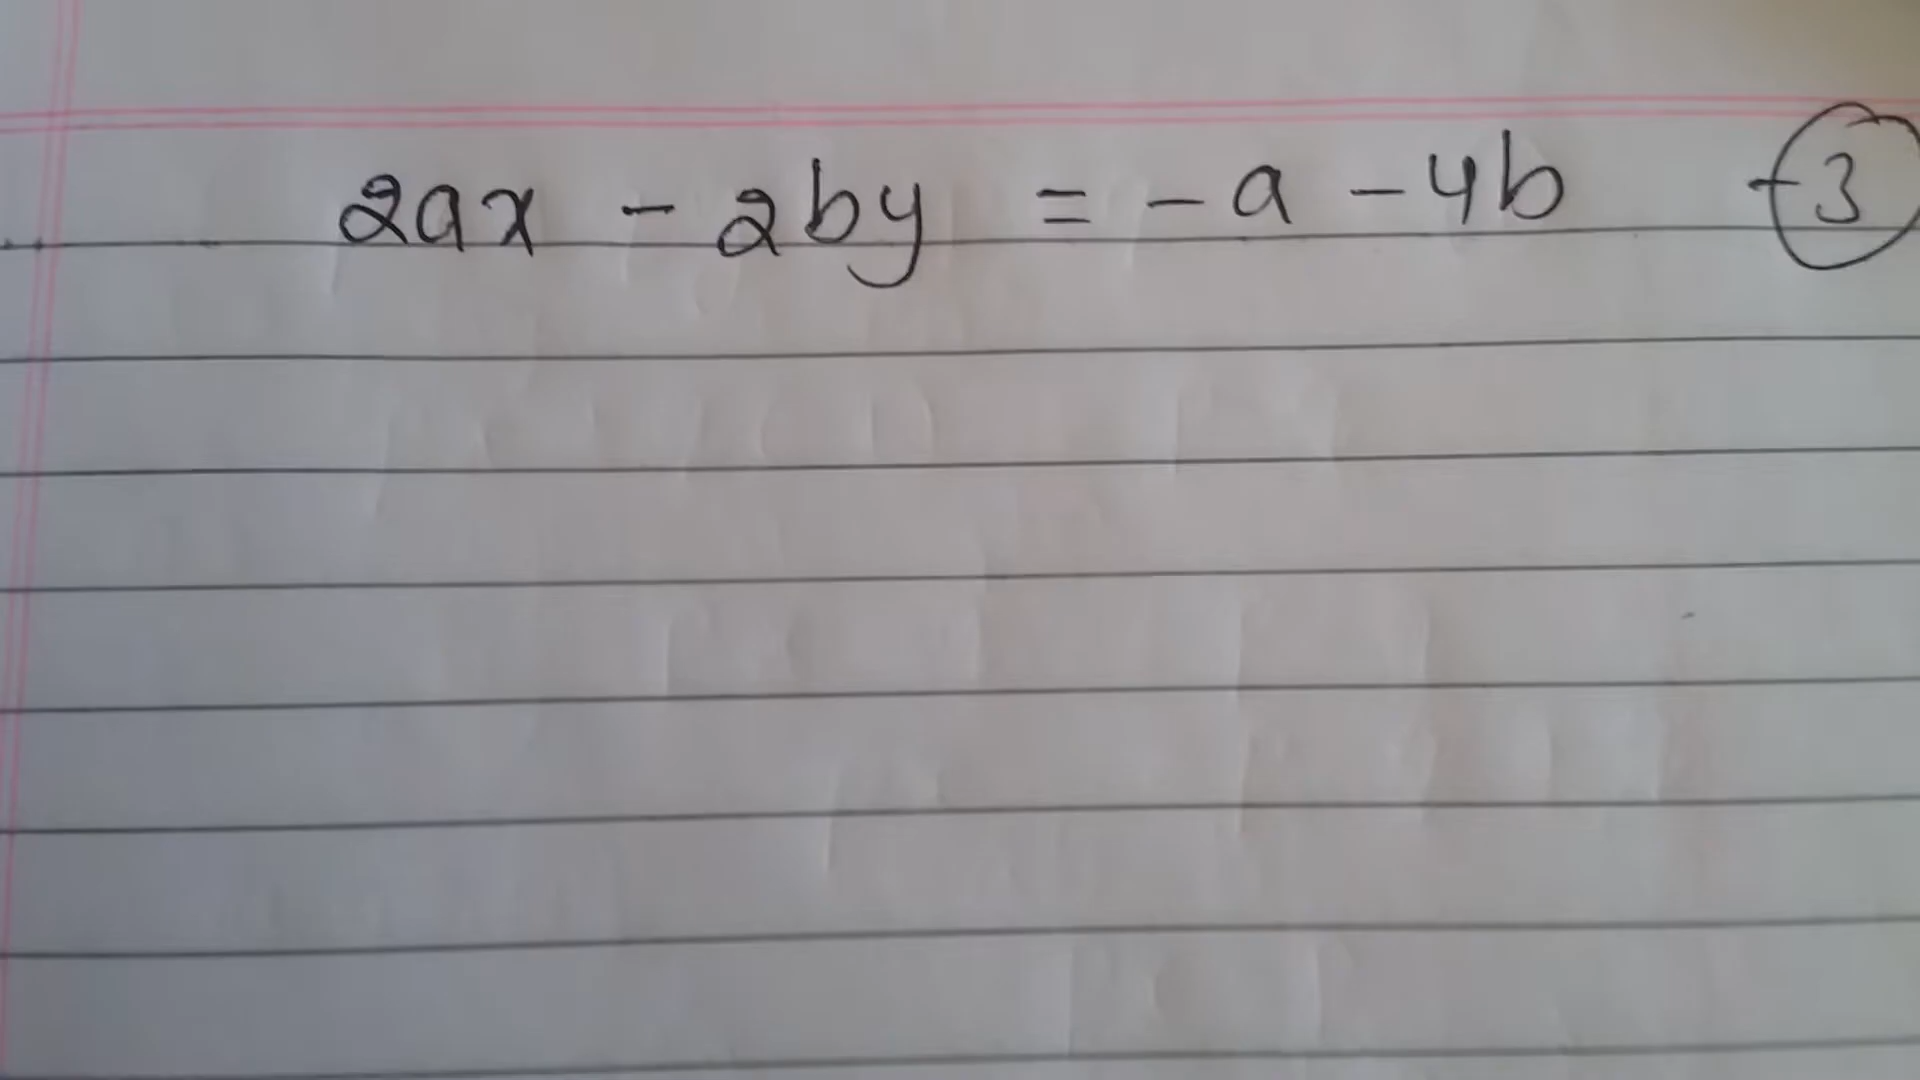 2ax - 2by = -a - 4b - 3